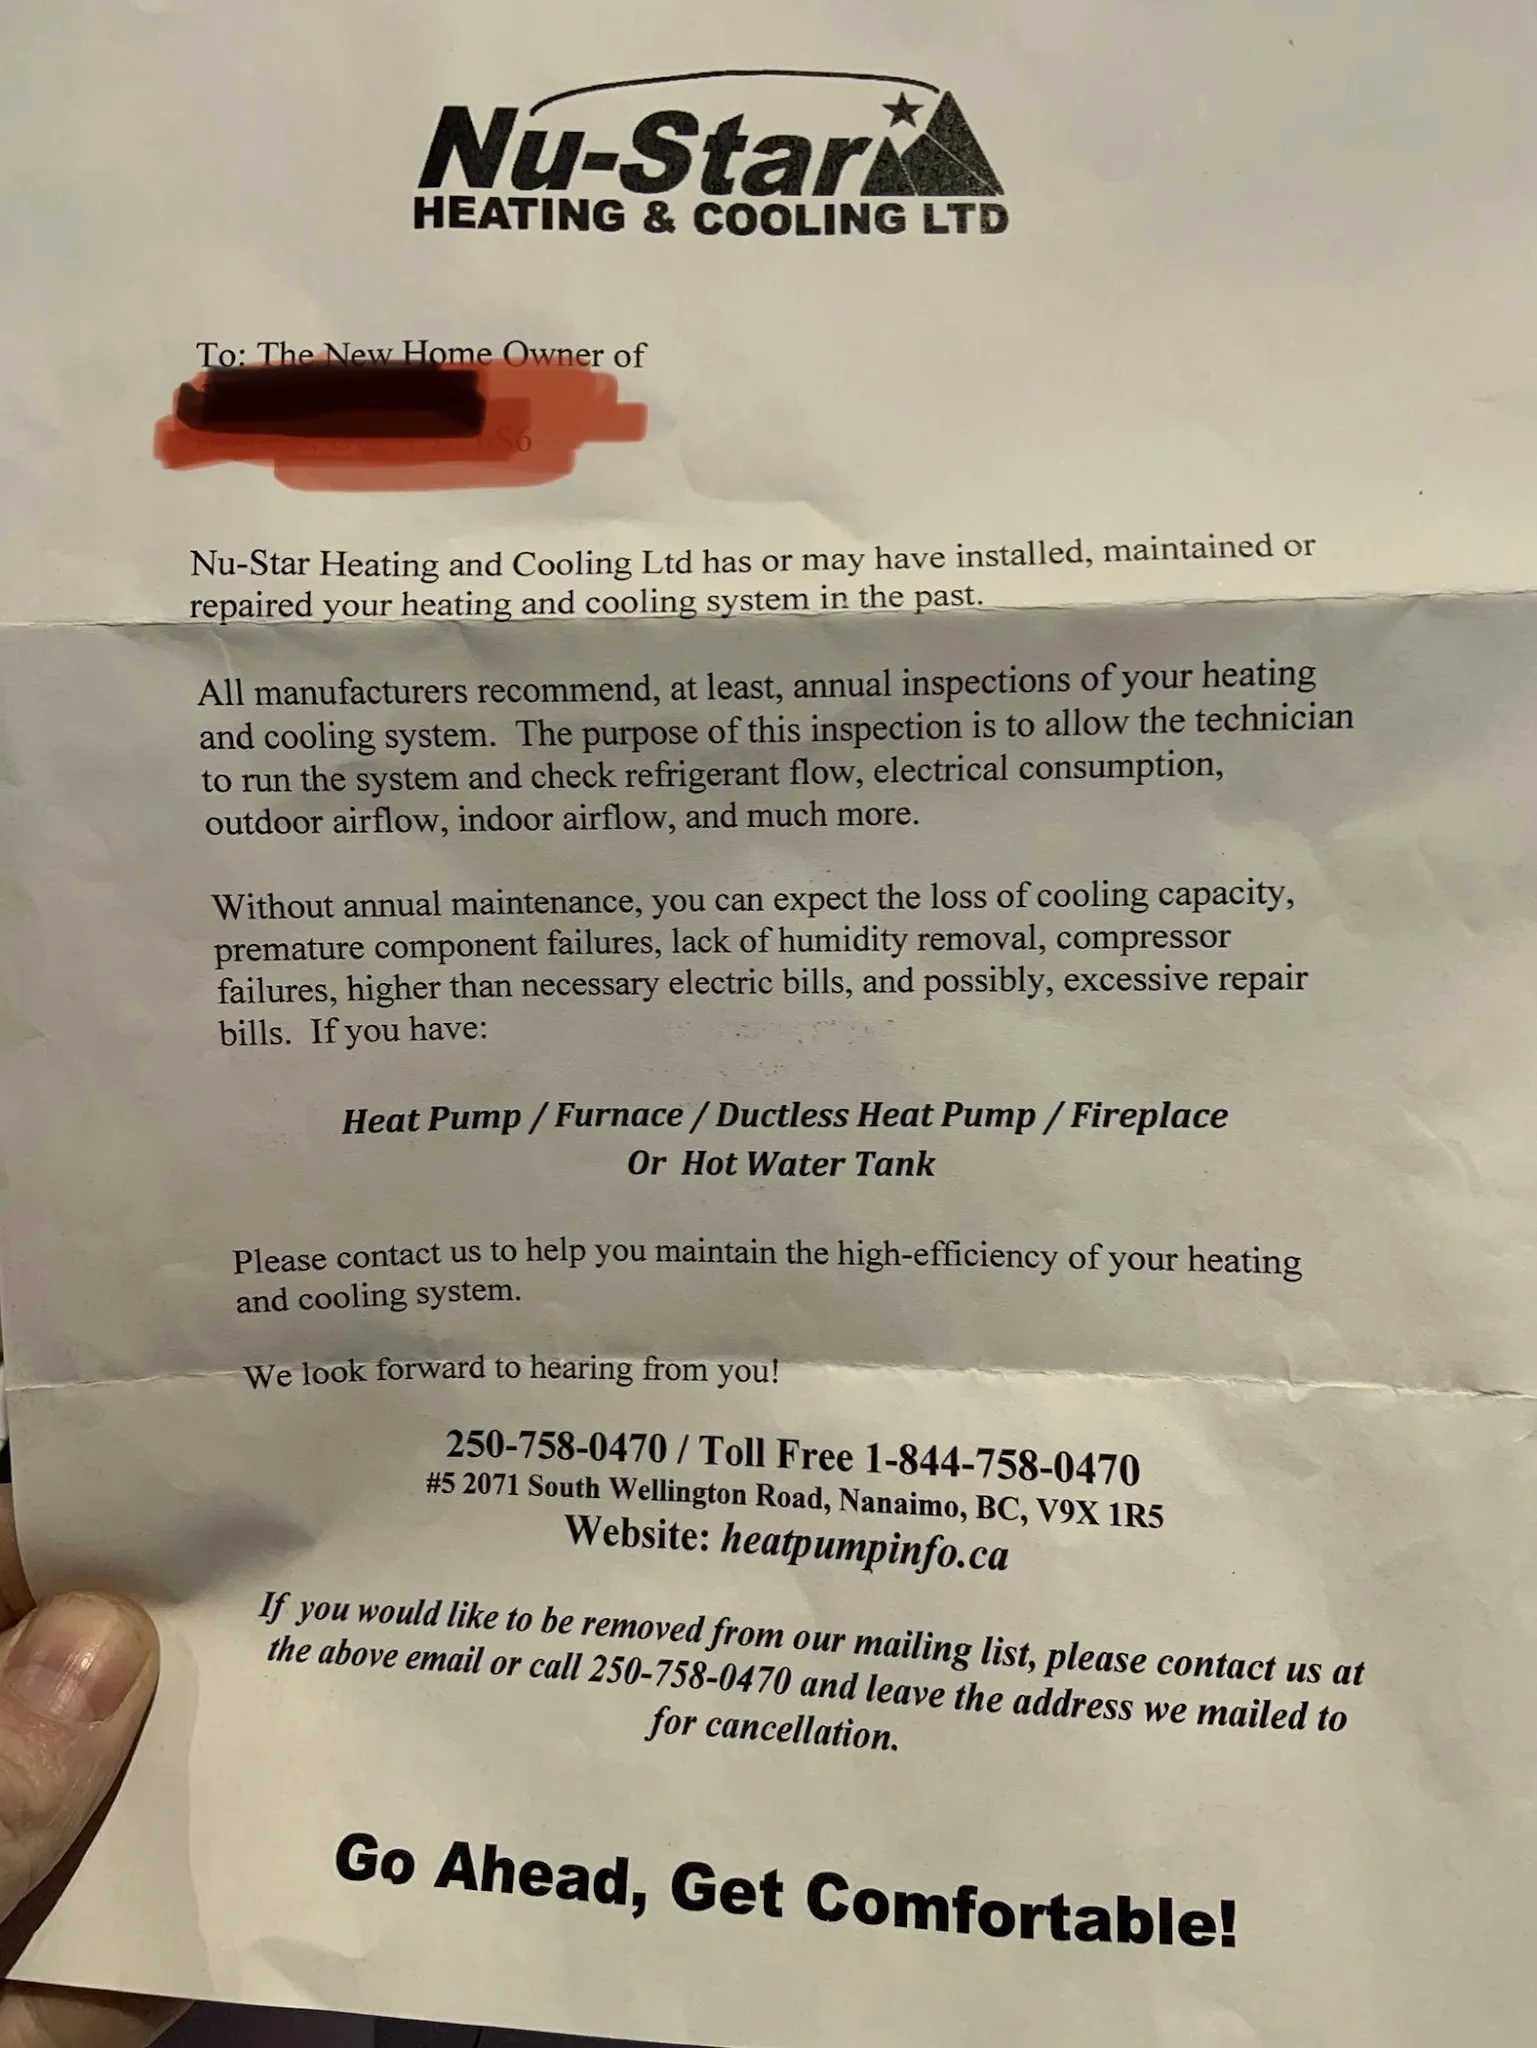 Nu-Star
HEATING & COOLING LTD
To: The New Home Owner of
Nu-Star Heating and Cooling Ltd has or may have installed, maintained or
repaired your heating and cooling system in the past.
All manufacturers recommend, at least, annual inspections of your heating
and cooling system. The purpose of this inspection is to allow the technician
to run the system and check refrigerant flow, electrical consumption,
outdoor airflow, indoor airflow, and much more.
Without annual maintenance, you can expect the loss of cooling capacity,
premature component failures, lack of humidity removal, compressor
failures, higher than necessary electric bills, and possibly, excessive repair
bills. If you have:
Heat Pump / Furnace / Ductless Heat Pump / Fireplace
Or Hot Water Tank
Please contact us to help you maintain the high-efficiency of your heating
and cooling system.
We look forward to hearing from you!
250-758-0470 / Toll Free 1-844-758-0470
#5 2071 South Wellington Road, Nanaimo, BC, V9X 1R5
Website: heatpumpinfo.ca
If you would like to be removed from our mailing list, please contact us at
the above email or call 250-758-0470 and leave the address we mailed to
for cancellation.
Go Ahead, Get Comfortable!